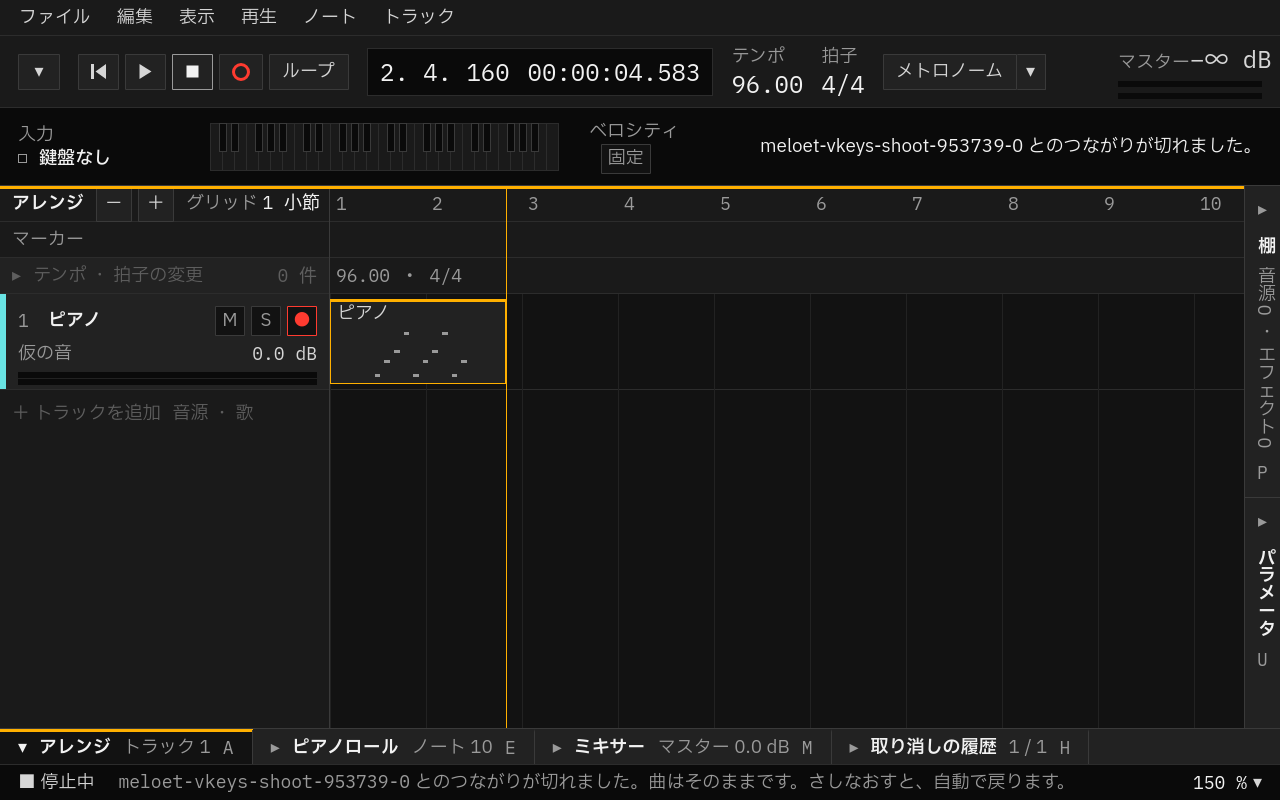 ファイル 編集 表示 再生 ノート トラック
ループ
2. 4. 160 00:00:04.583
テンポ 拍子
96.00 4/4
メトロノーム
マスター −∞ dB
入力
鍵盤なし
ベロシティ
固定
meloet-vkeys-shoot-953739-0 とのつながりが切れました。
アレンジ − + グリッド 1 小節
1 2 3 4 5 6 7 8 9 10
マーカー
テンポ · 拍子の変更 0 件
96.00 · 4/4
1 ピアノ M S
ピアノ
仮の音 0.0 dB
+ トラックを追加 音源 · 歌
棚
音源0 · エフェクト0
P
パラメータ
U
アレンジ トラック 1 A
ピアノロール ノート 10 E
ミキサー マスター 0.0 dB M
取り消しの履歴 1 / 1 H
停止中 meloet-vkeys-shoot-953739-0 とのつながりが切れました。曲はそのままです。さしなおすと、自動で戻ります。
150 %